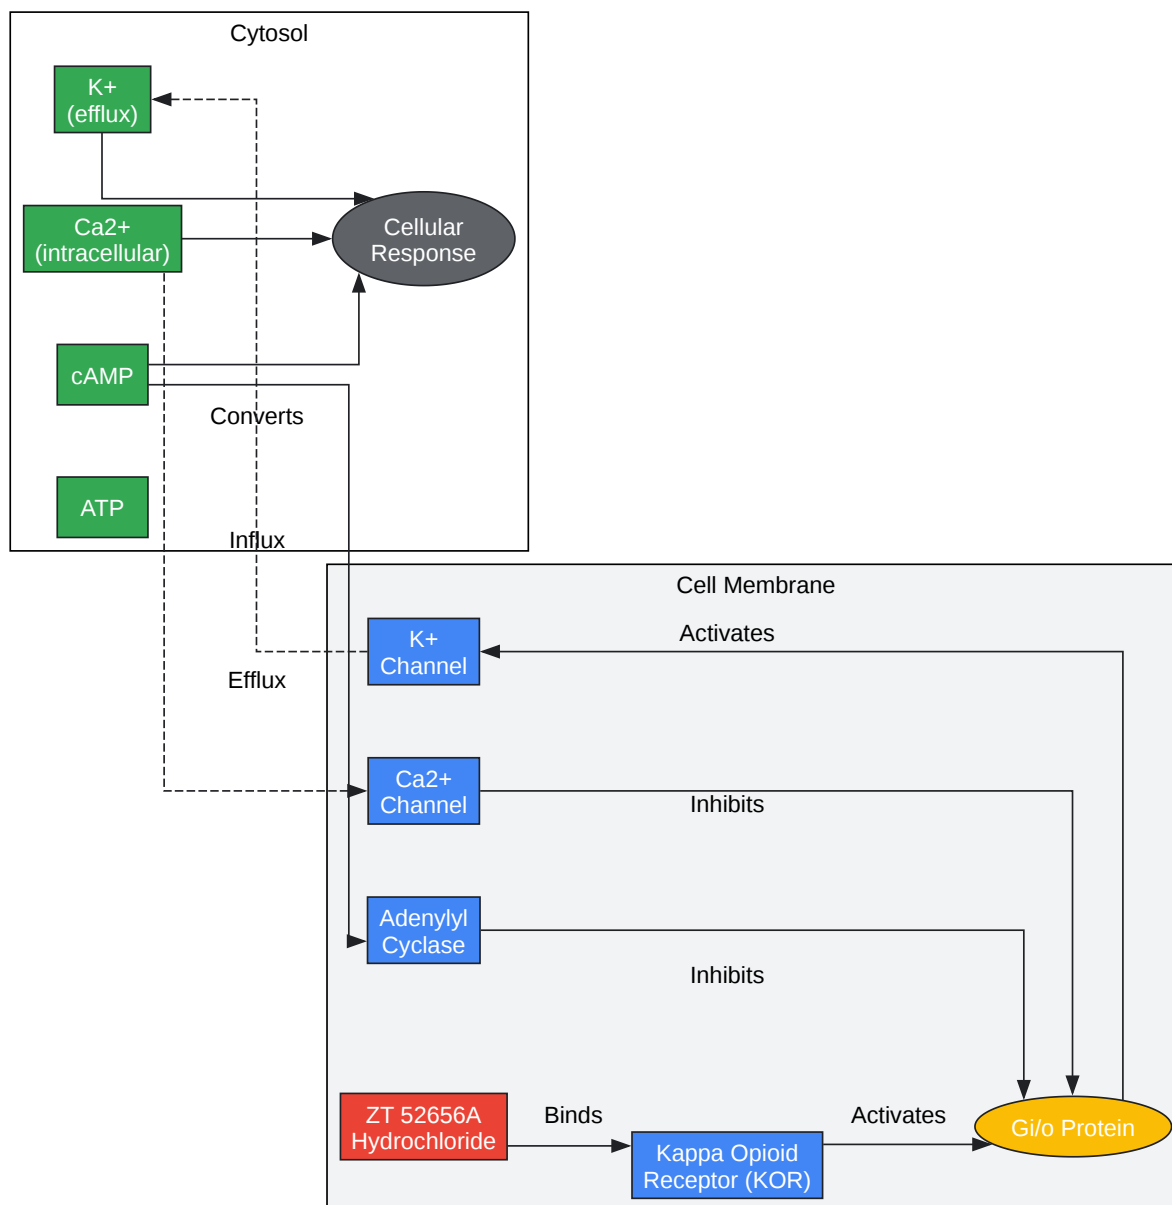 Cytosol
K+
(efflux)
Ca2+
(intracellular)
Cellular
Response
cAMP
Converts
ATP
Influx
Cell Membrane
K+
Channel
Activates
Efflux
Ca2+
Channel
Inhibits
Adenylyl
Cyclase
Inhibits
ZT 52656A
Hydrochloride
Binds
Kappa Opioid
Receptor (KOR)
Activates
Gi/o Protein